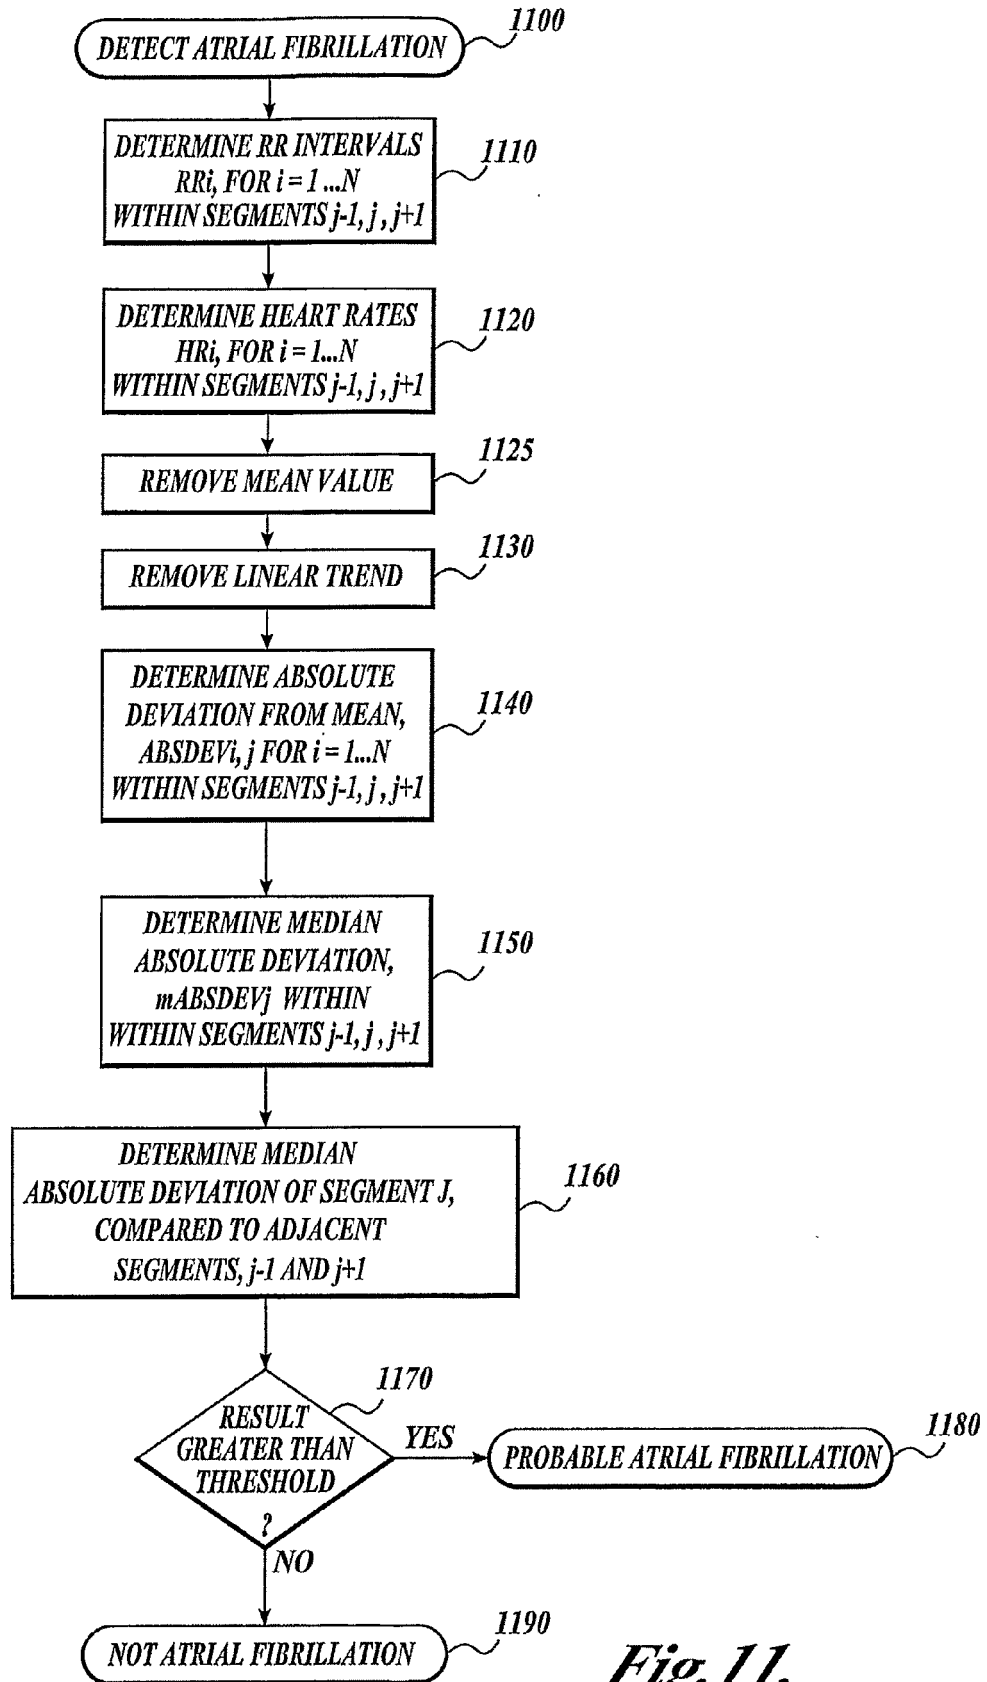 DETECT ATRIAL FIBRILLATION
1100
DETERMINE RR INTERVALS
RRi, FOR i = 1 ...N
WITHIN SEGMENTS j-1, j , j+1
1110
DETERMINE HEART RATES
HRi, FOR i = 1...N
WITHIN SEGMENTS j-1, j , j+1
1120
REMOVE MEAN VALUE
1125
REMOVE LINEAR TREND
1130
DETERMINE ABSOLUTE
DEVIATION FROM MEAN,
ABSDEVi, j FOR i = 1...N
WITHIN SEGMENTS j-1, j , j+1
1140
DETERMINE MEDIAN
ABSOLUTE DEVIATION,
mABSDEVj WITHIN
WITHIN SEGMENTS j-1, j , j+1
1150
DETERMINE MEDIAN
ABSOLUTE DEVIATION OF SEGMENT J,
COMPARED TO ADJACENT
SEGMENTS, j-1 AND j+1
1160
RESULT
GREATER THAN
THRESHOLD
?
1170
YES
PROBABLE ATRIAL FIBRILLATION
1180
NO
NOT ATRIAL FIBRILLATION
1190
Fig. 11.